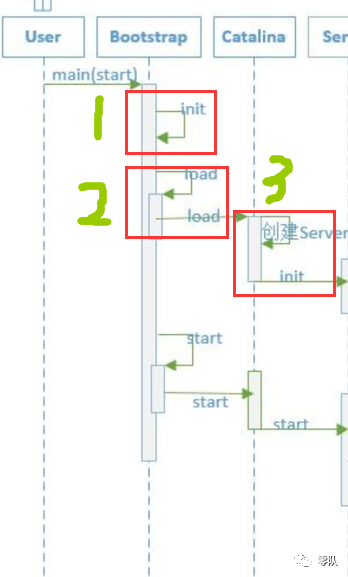 User
Bootstrap
Catalina
Ser
main(start)
1
init
2
load
load
3
创建Server
init
start
start
start
零队